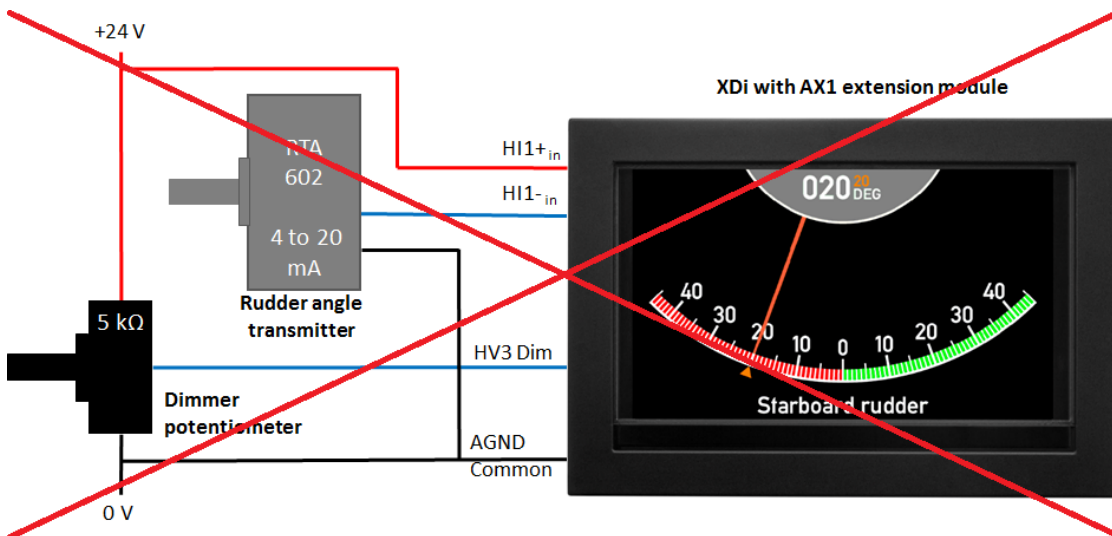 +24 V
XDi with AX1 extension module
RTA
602
4 to 20
mA
HI1+ in
HI1- in
Rudder angle
transmitter
5 kΩ
Dimmer
potentiometer
HV3 Dim
AGND
Common
0 V
020 20
DEG
40
30
20
10
0
10
20
30
40
Starboard rudder